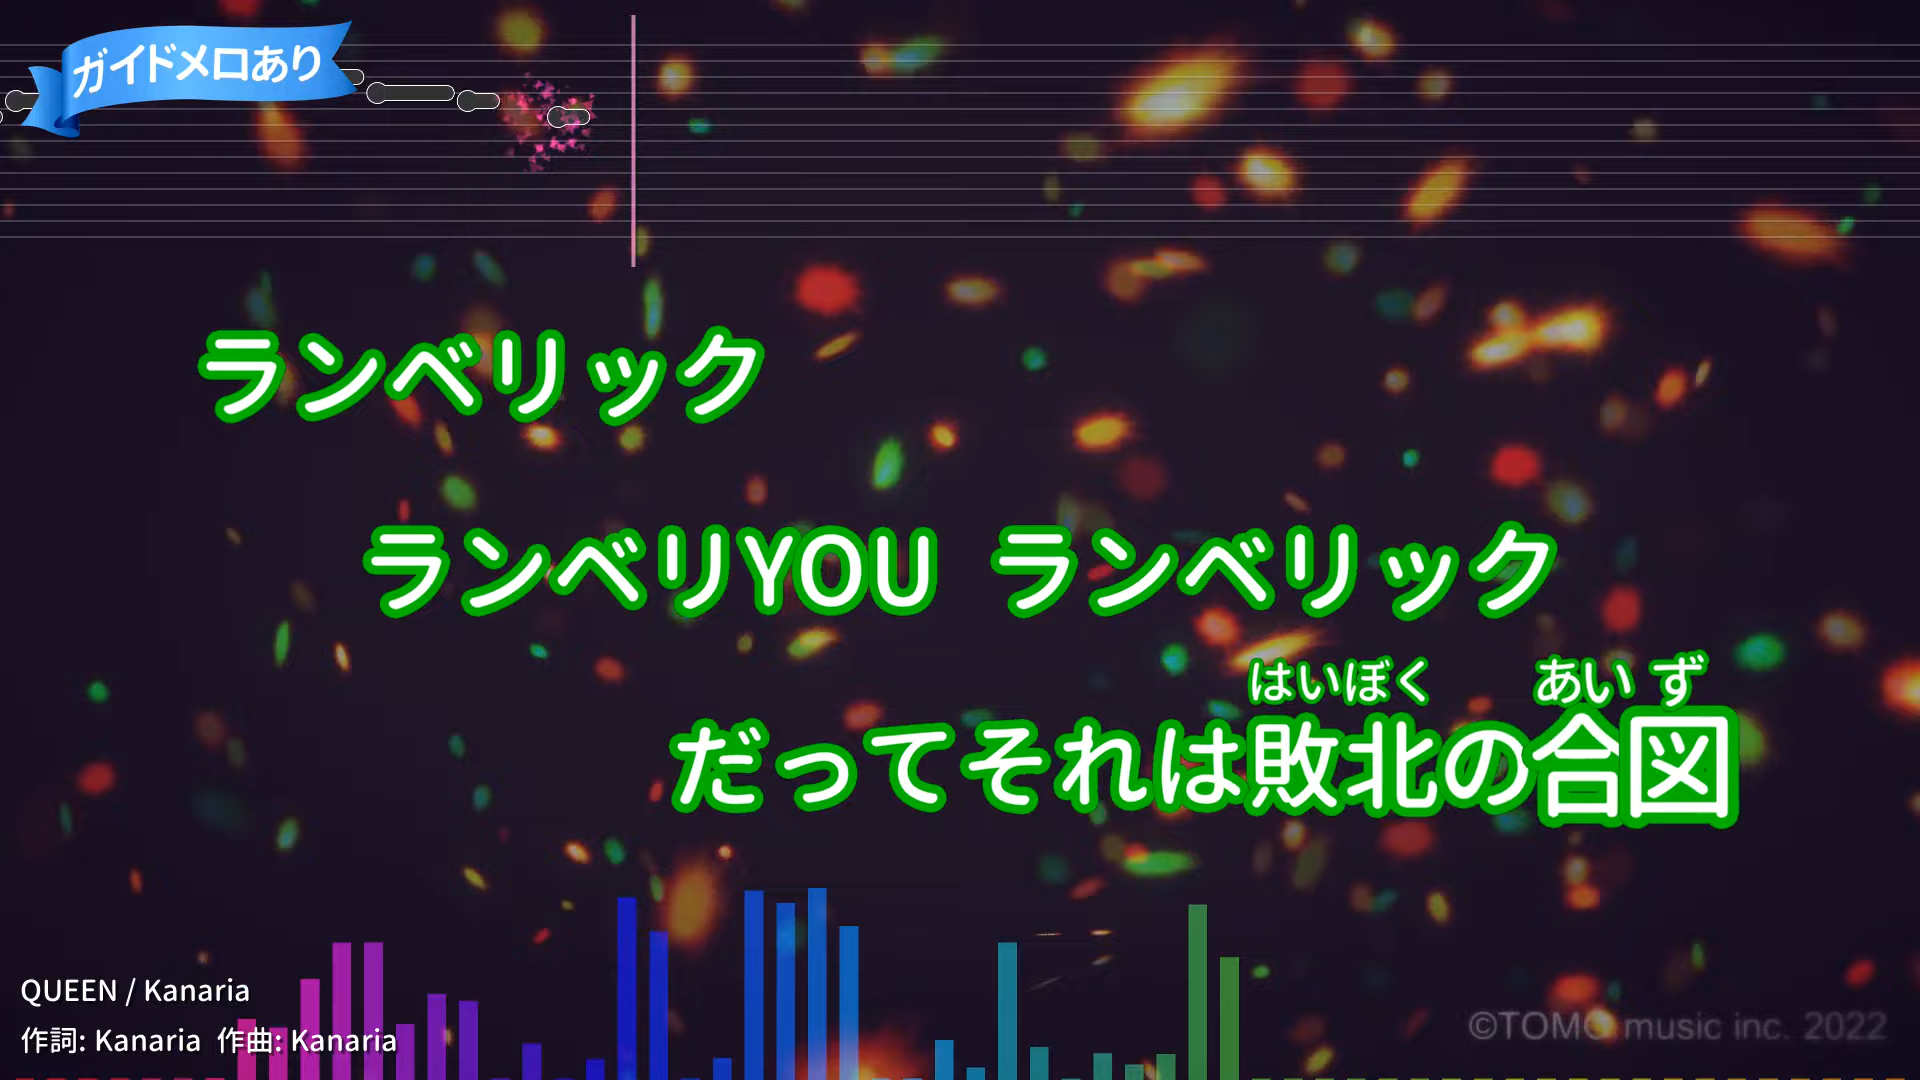 ガイドメロあり
ランベリック
ランベリYOU ランベリック
はいぼく あいず
だってそれは敗北の合図
QUEEN / Kanaria
作詞: Kanaria 作曲: Kanaria
©TOMO music inc. 2022